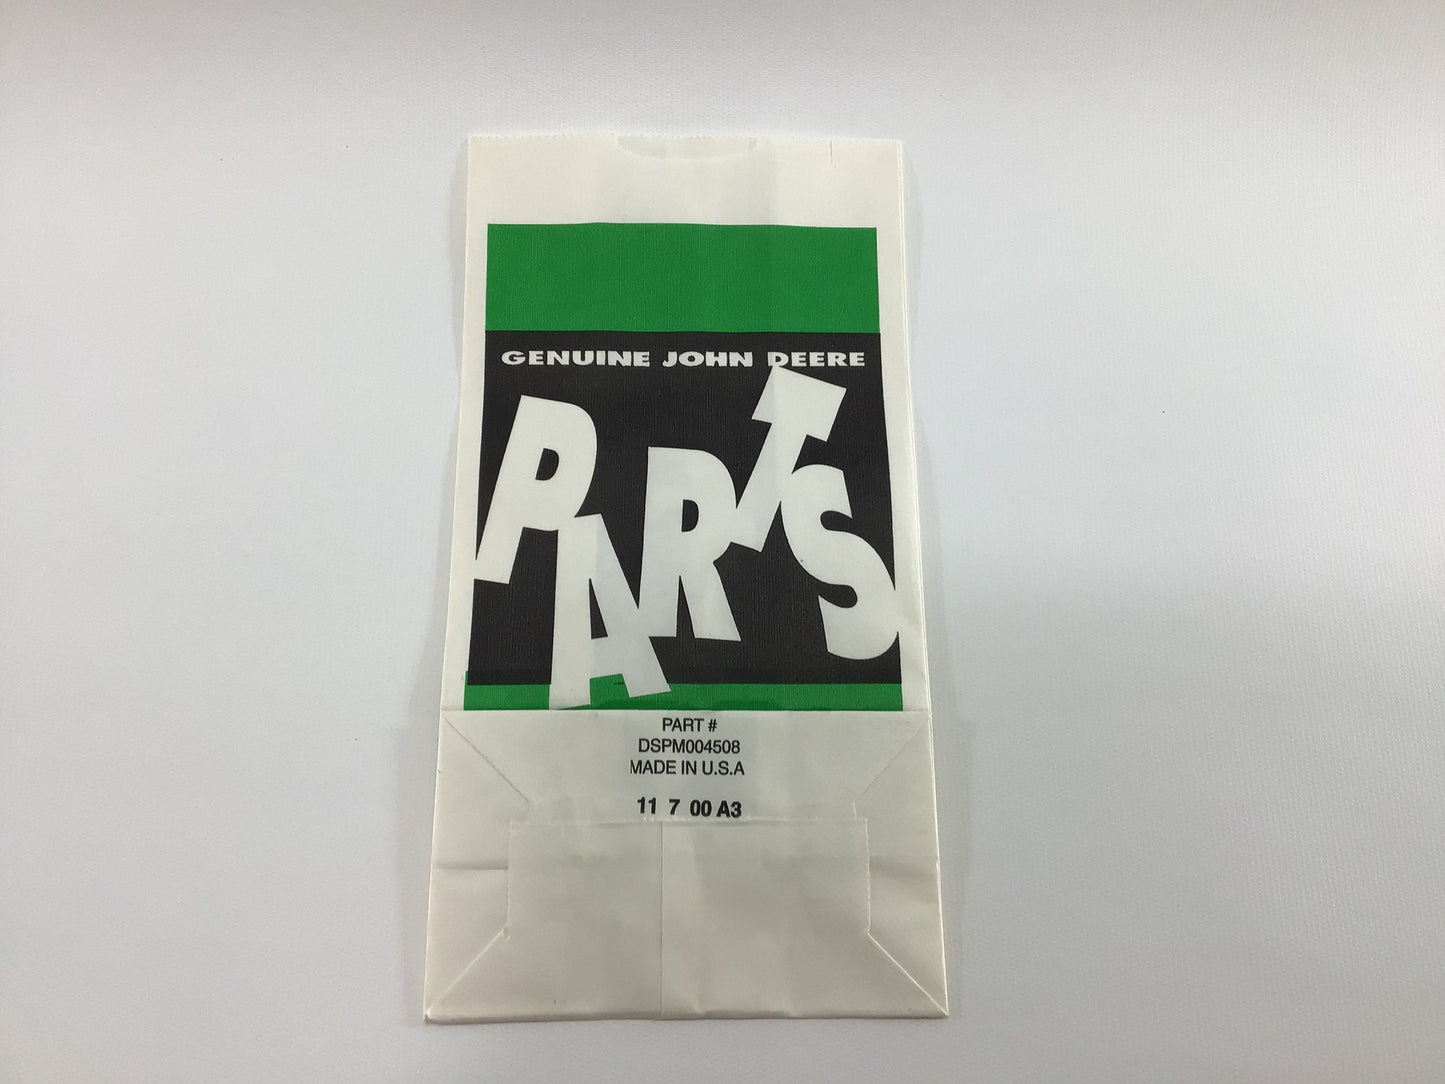 GENUINE JOHN DEERE
PARTS
PART #
DSPM004508
MADE IN U.S.A
11 7 00 A3